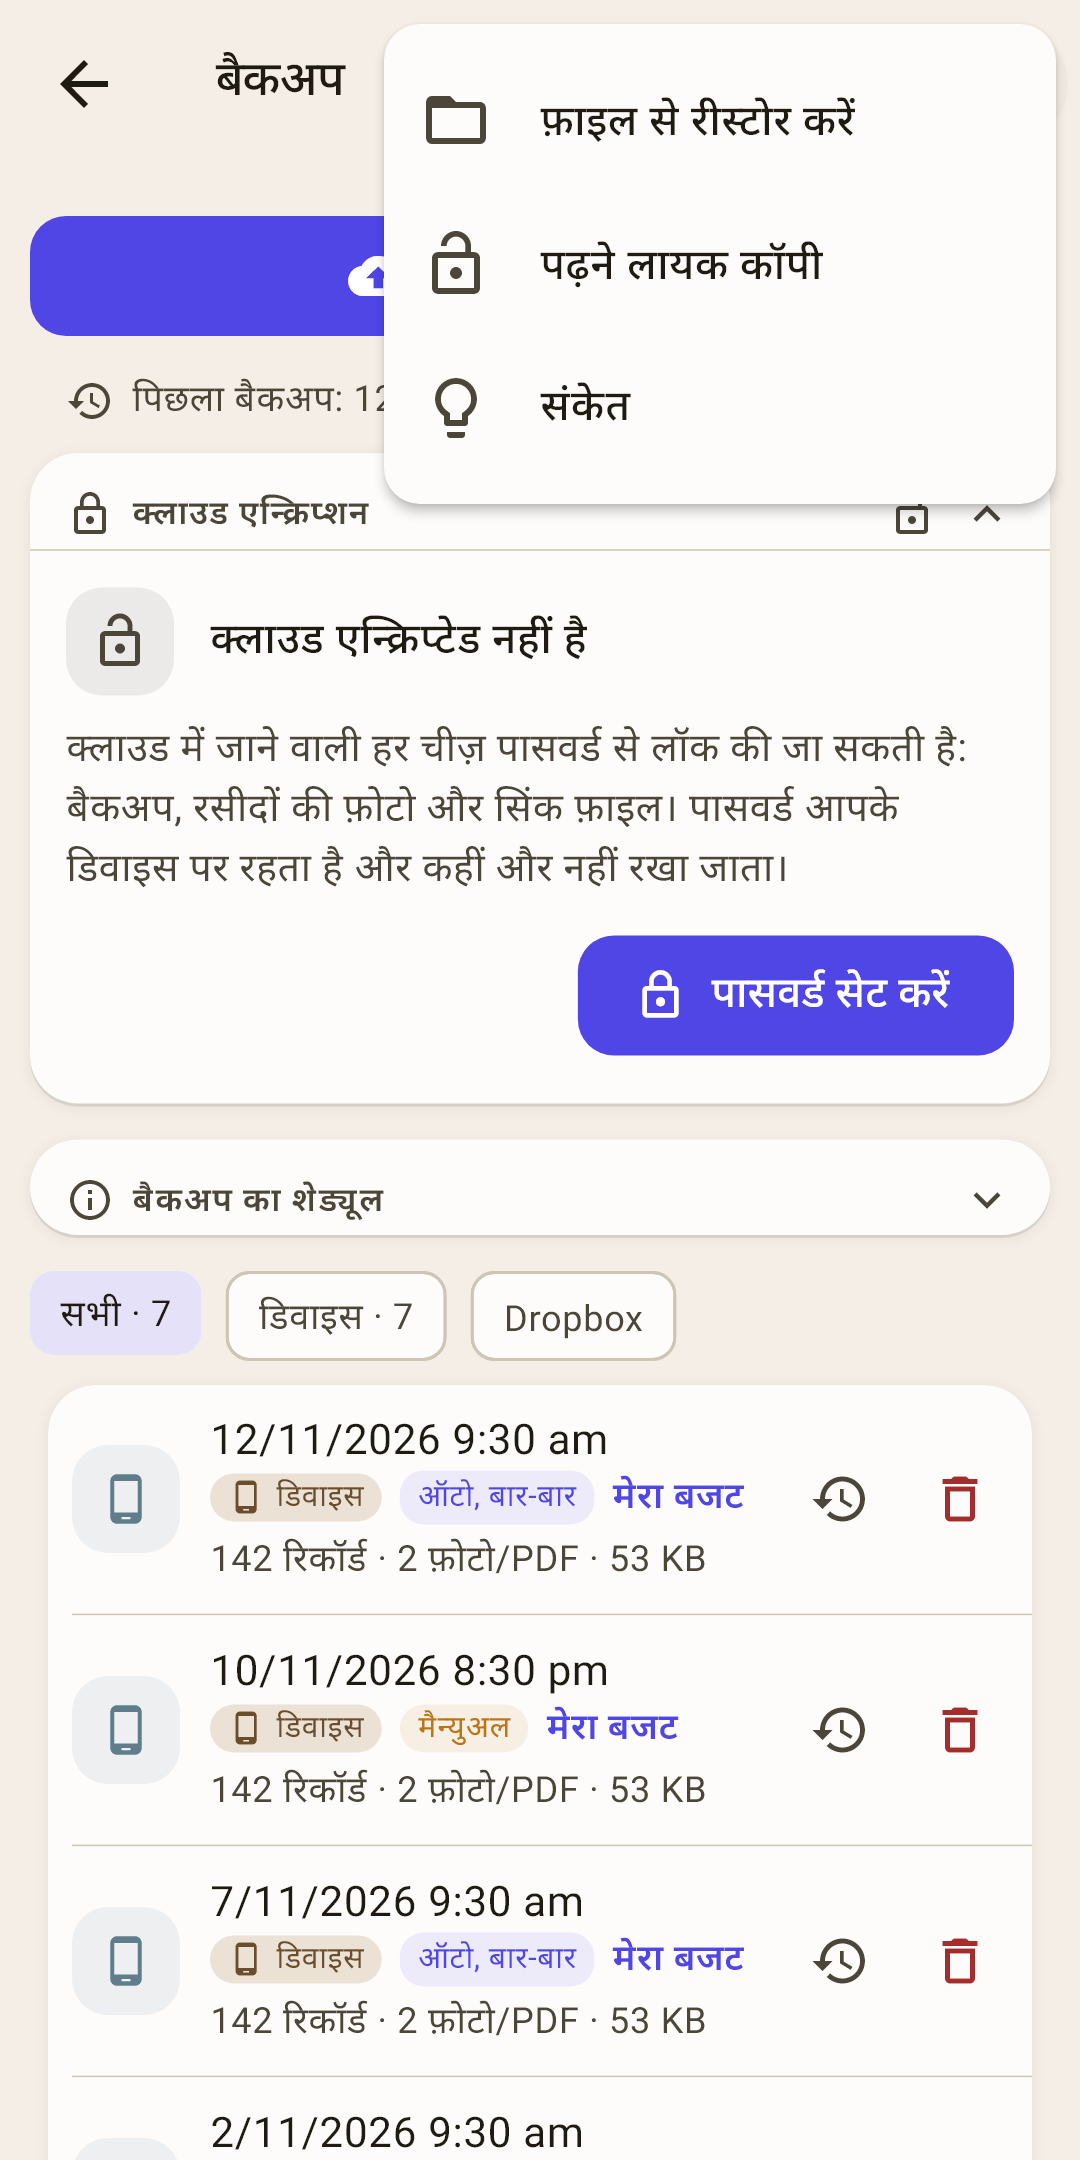 बैकअप
फ़ाइल से रीस्टोर करें
पढ़ने लायक कॉपी
संकेत
पिछला बैकअप: 12
क्लाउड एन्क्रिप्शन
क्लाउड एन्क्रिप्टेड नहीं है
क्लाउड में जाने वाली हर चीज़ पासवर्ड से लॉक की जा सकती है:
बैकअप, रसीदों की फ़ोटो और सिंक फ़ाइल। पासवर्ड आपके
डिवाइस पर रहता है और कहीं और नहीं रखा जाता।
पासवर्ड सेट करें
बैकअप का शेड्यूल
सभी · 7 डिवाइस · 7 Dropbox
12/11/2026 9:30 am
डिवाइस ऑटो, बार-बार मेरा बजट
142 रिकॉर्ड · 2 फ़ोटो/PDF · 53 KB
10/11/2026 8:30 pm
डिवाइस मैन्युअल मेरा बजट
142 रिकॉर्ड · 2 फ़ोटो/PDF · 53 KB
7/11/2026 9:30 am
डिवाइस ऑटो, बार-बार मेरा बजट
142 रिकॉर्ड · 2 फ़ोटो/PDF · 53 KB
2/11/2026 9:30 am